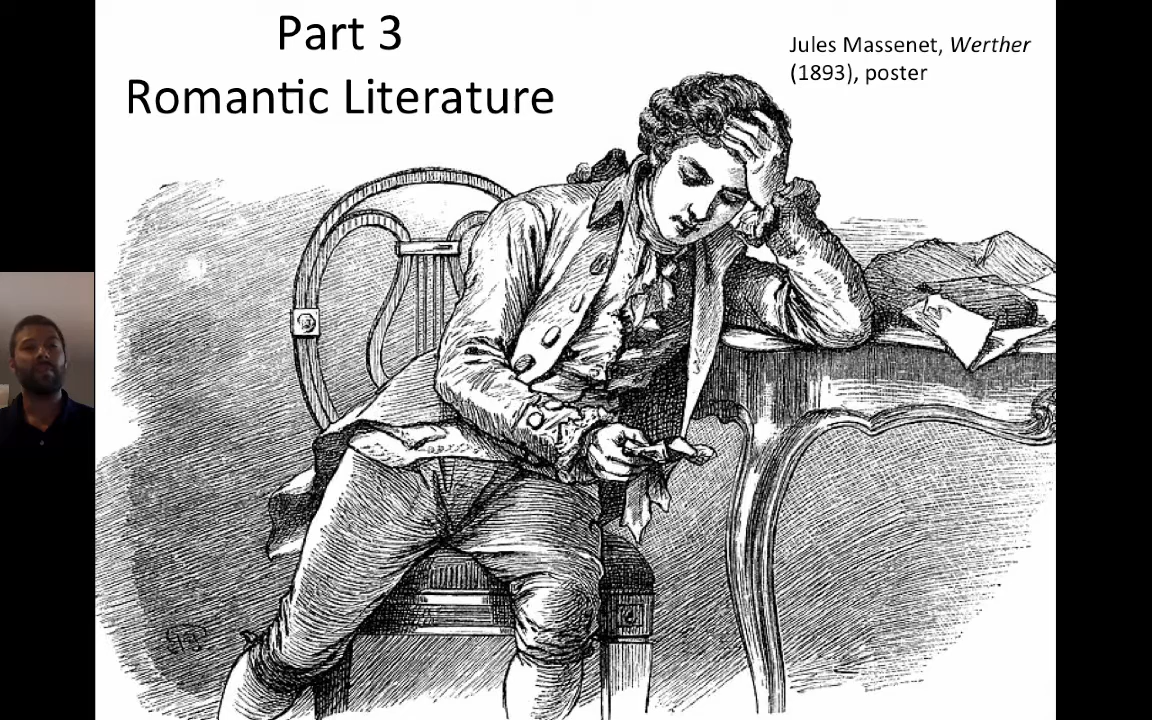 Part 3
Romantic Literature
Jules Massenet, Werther
(1893), poster